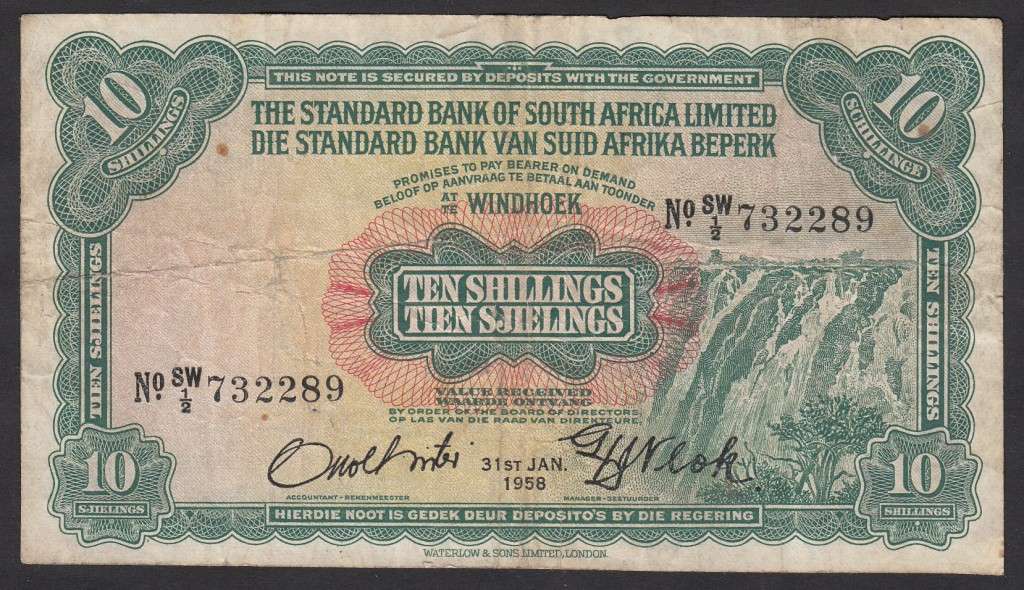 THIS NOTE IS SECURED BY DEPOSITS WITH THE GOVERNMENT
10
SHILLINGS
10
SCHILLINGE
THE STANDARD BANK OF SOUTH AFRICA LIMITED
DIE STANDARD BANK VAN SUID AFRIKA BEPERK
PROMISES TO PAY BEARER ON DEMAND
BELOOF OP AANVRAAG TE BETAAL AAN TOONDER
AT
TE WINDHOEK
No. SW 1/2 732289
TEN SJIELINGS
TEN SHILLINGS
TEN SHILLINGS
TIEN SJIELINGS
No. SW 1/2 732289
VALUE RECEIVED
WAARDE ONTVANG
BY ORDER OF THE BOARD OF DIRECTORS
OP LAS VAN DIE RAAD VAN DIREKTEURE.
31ST JAN.
1958
ACCOUNTANT-REKENMEESTER
MANAGER-BESTUURDER
10
SJIELINGS
10
SHILLINGS
HIERDIE NOOT IS GEDEK DEUR DEPOSITO'S BY DIE REGERING
WATERLOW & SONS LIMITED, LONDON.